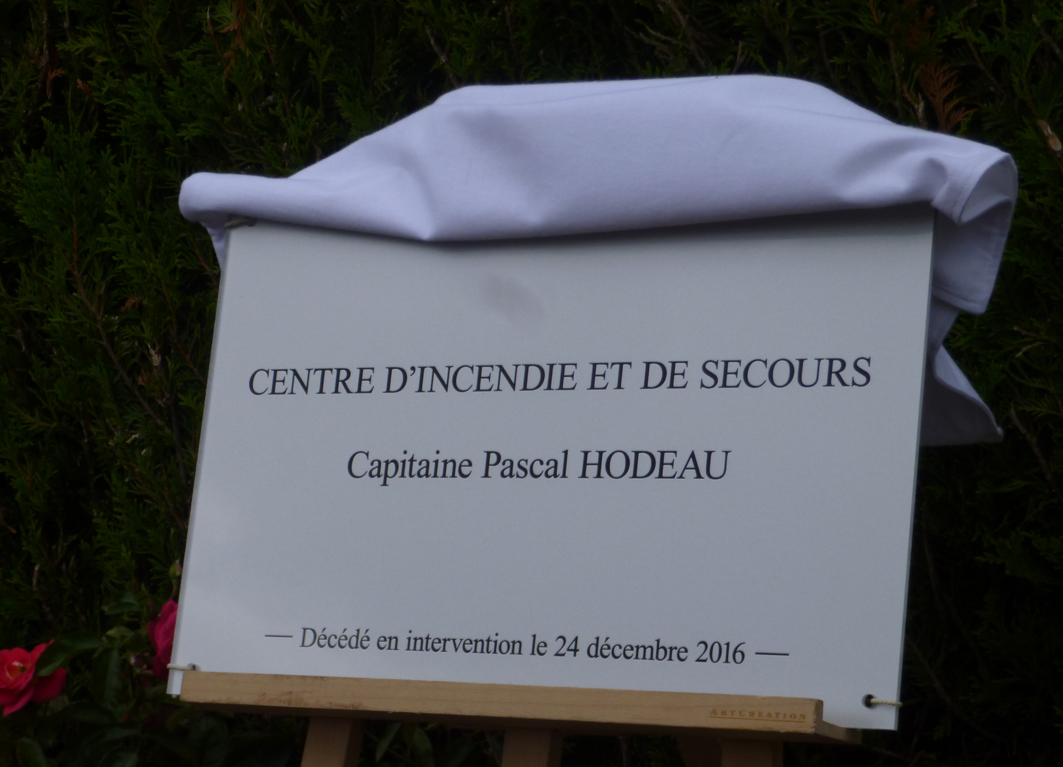 CENTRE D'INCENDIE ET DE SECOURS
Capitaine Pascal HODEAU
— Décédé en intervention le 24 décembre 2016 —
ARTCREATION